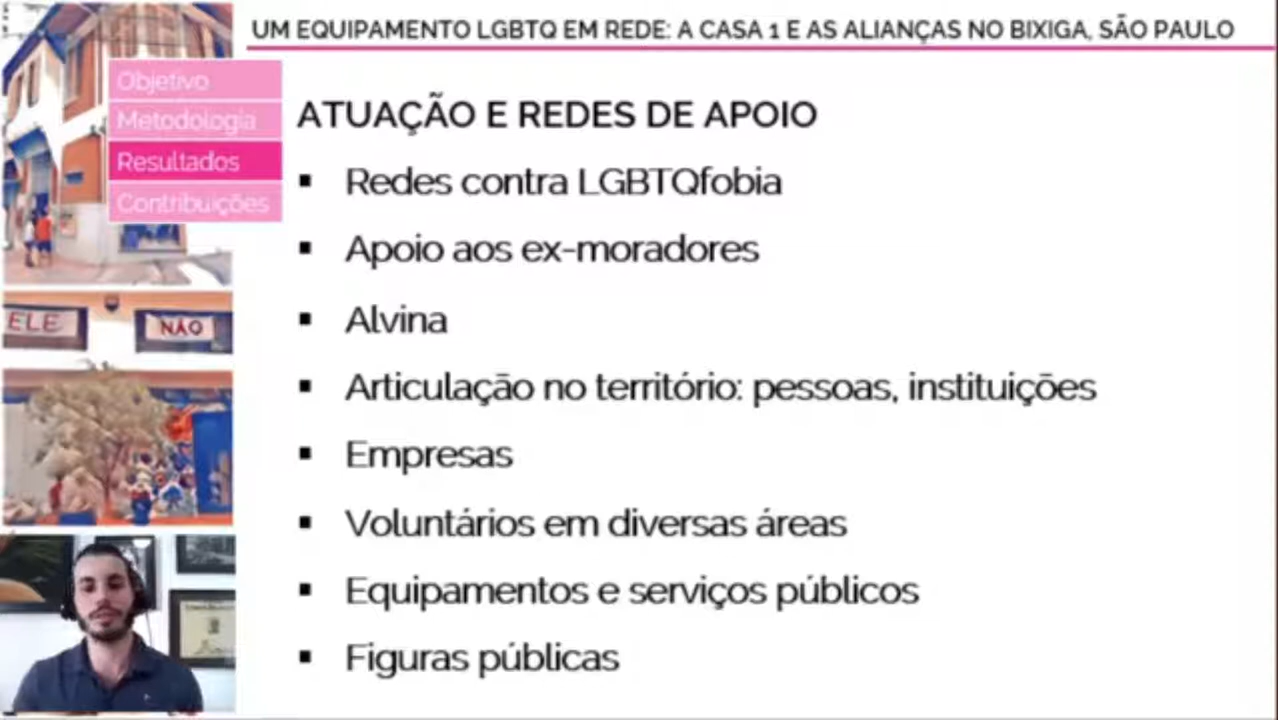 UM EQUIPAMENTO LGBTQ EM REDE: A CASA 1 E AS ALIANÇAS NO BIXIGA, SÃO PAULO
Objetivo
Metodologia
Resultados
Contribuições
ATUAÇÃO E REDES DE APOIO
▪ Redes contra LGBTQfobia
▪ Apoio aos ex-moradores
▪ Alvina
▪ Articulação no território: pessoas, instituições
▪ Empresas
▪ Voluntários em diversas áreas
▪ Equipamentos e serviços públicos
▪ Figuras públicas
ELE NÃO